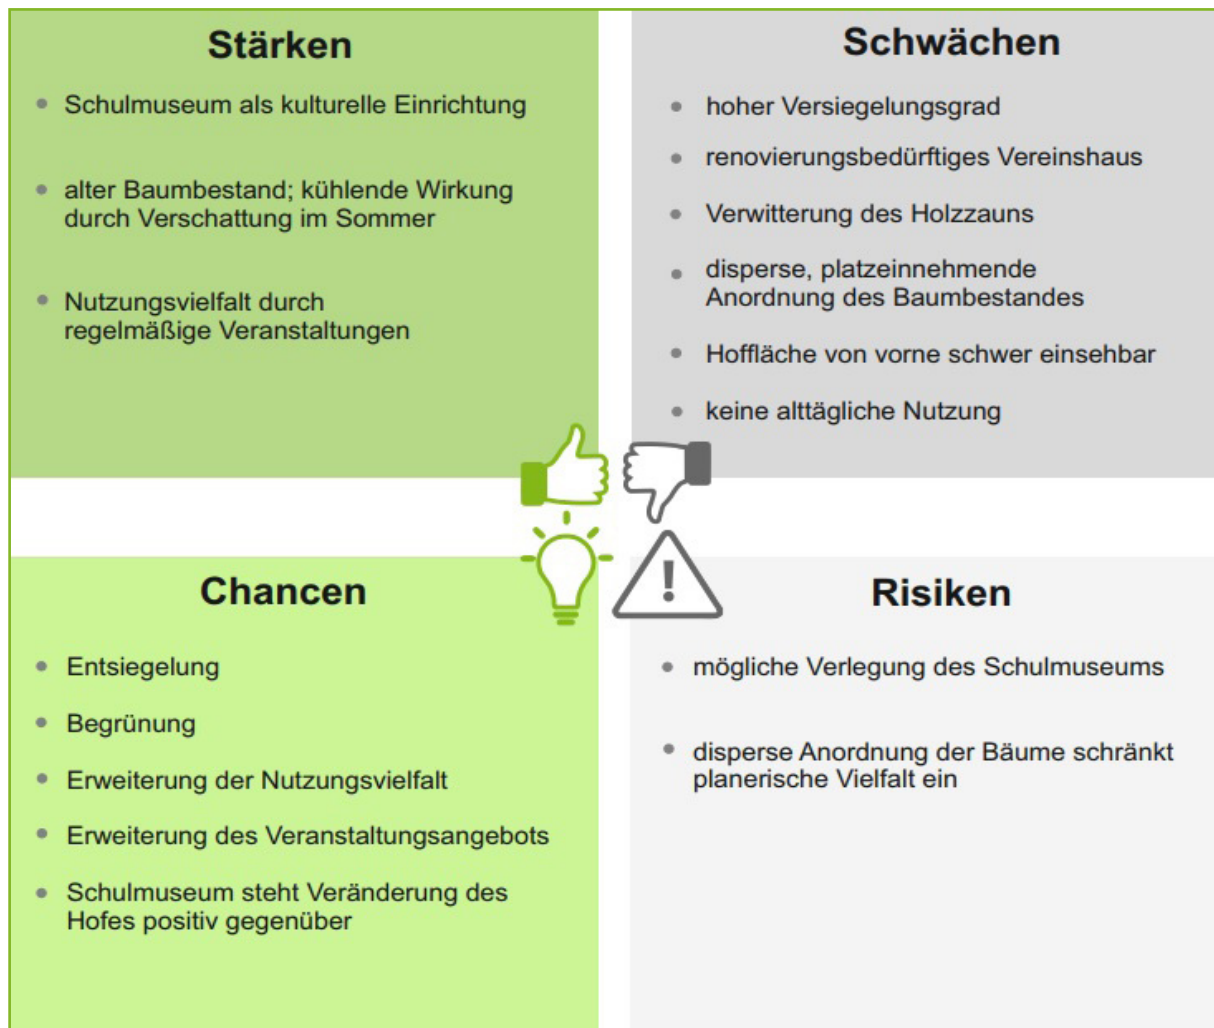 Stärken
• Schulmuseum als kulturelle Einrichtung
• alter Baumbestand; kühlende Wirkung
durch Verschattung im Sommer
• Nutzungsvielfalt durch
regelmäßige Veranstaltungen
Schwächen
• hoher Versiegelungsgrad
• renovierungsbedürftiges Vereinshaus
• Verwitterung des Holzzauns
• disperse, platzeinnehmende
Anordnung des Baumbestandes
• Hoffläche von vorne schwer einsehbar
• keine alttägliche Nutzung
Chancen
• Entsiegelung
• Begrünung
• Erweiterung der Nutzungsvielfalt
• Erweiterung des Veranstaltungsangebots
• Schulmuseum steht Veränderung des
Hofes positiv gegenüber
Risiken
• mögliche Verlegung des Schulmuseums
• disperse Anordnung der Bäume schränkt
planerische Vielfalt ein